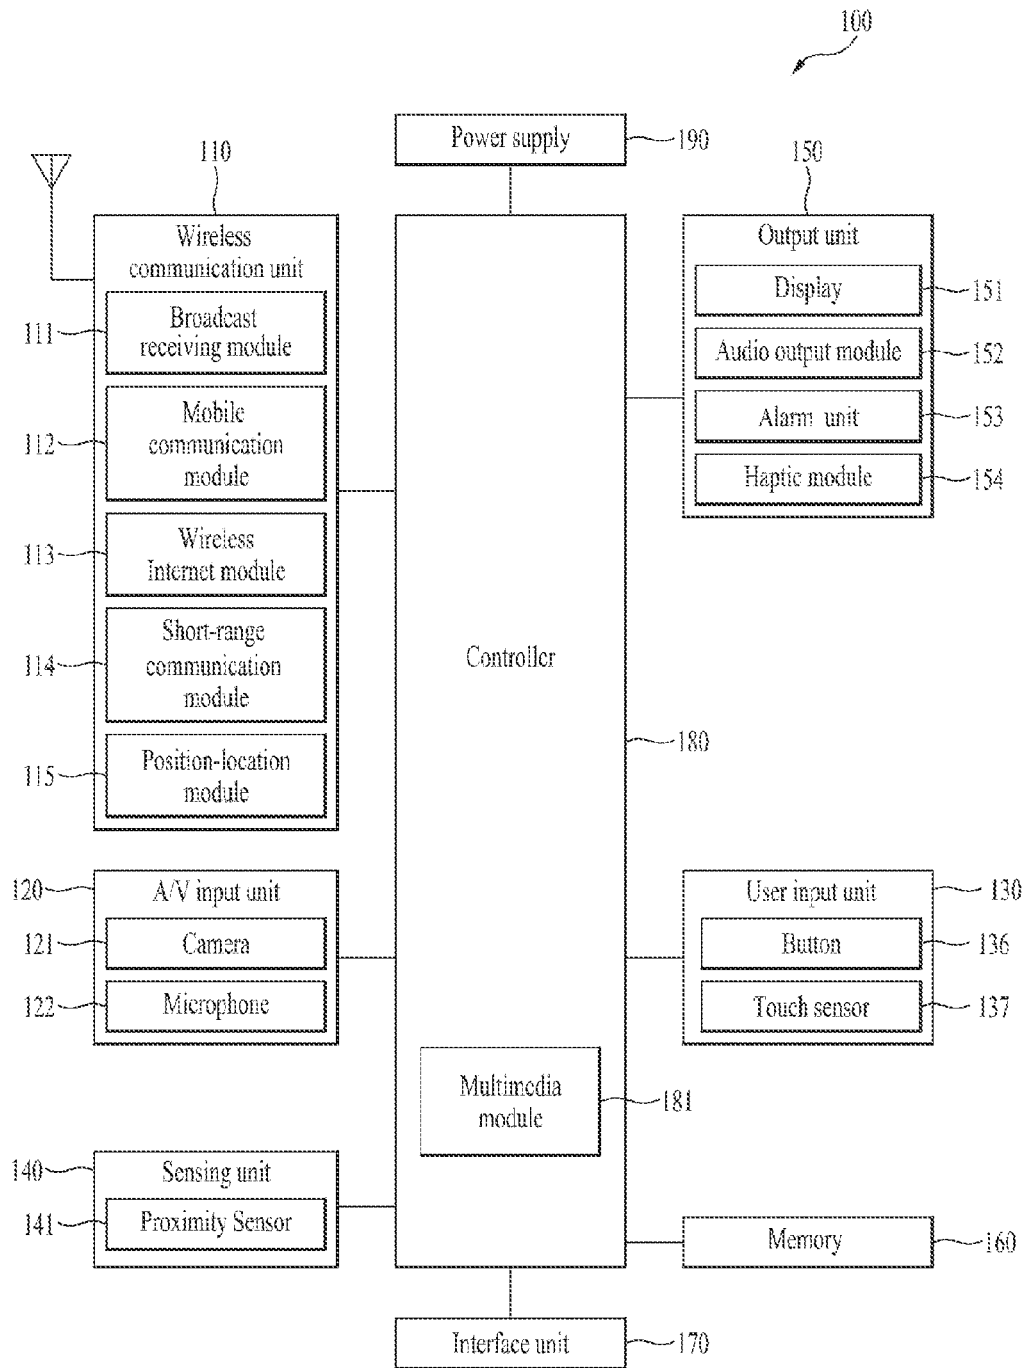 100
Power supply
190
110
Wireless
communication unit
111
Broadcast
receiving module
112
Mobile
communication
module
113
Wireless
Internet module
114
Short-range
communication
module
115
Position-location
module
120
A/V input unit
121
Camera
122
Microphone
140
Sensing unit
141
Proximity Sensor
Controller
180
Multimedia
module
181
150
Output unit
Display
151
Audio output module
152
Alarm unit
153
Haptic module
154
User input unit
130
Button
136
Touch sensor
137
Memory
160
Interface unit
170